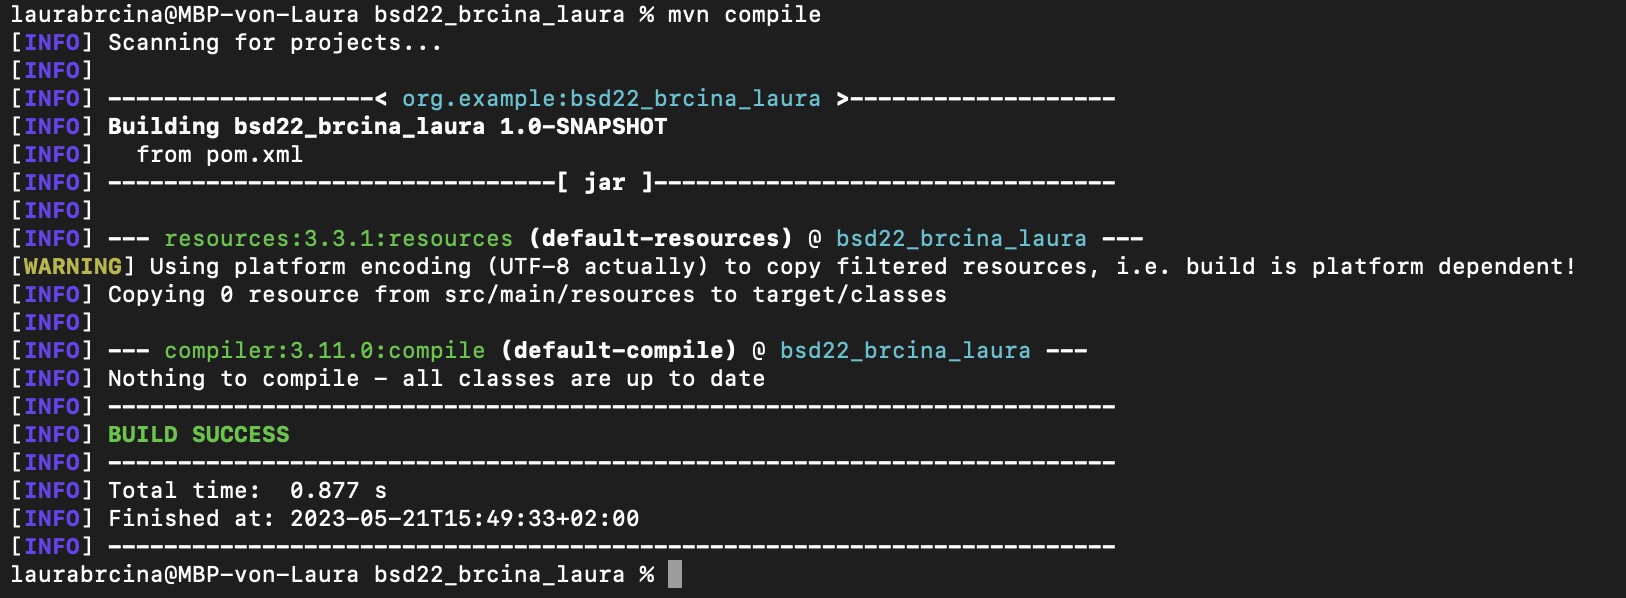 laurabrcina@MBP-von-Laura bsd22_brcina_laura % mvn compile
[INFO] Scanning for projects...
[INFO]
[INFO] -------------------< org.example:bsd22_brcina_laura >-------------------
[INFO] Building bsd22_brcina_laura 1.0-SNAPSHOT
[INFO]   from pom.xml
[INFO] --------------------------------[ jar ]---------------------------------
[INFO]
[INFO] --- resources:3.3.1:resources (default-resources) @ bsd22_brcina_laura ---
[WARNING] Using platform encoding (UTF-8 actually) to copy filtered resources, i.e. build is platform dependent!
[INFO] Copying 0 resource from src/main/resources to target/classes
[INFO]
[INFO] --- compiler:3.11.0:compile (default-compile) @ bsd22_brcina_laura ---
[INFO] Nothing to compile - all classes are up to date
[INFO] ------------------------------------------------------------------------
[INFO] BUILD SUCCESS
[INFO] ------------------------------------------------------------------------
[INFO] Total time:  0.877 s
[INFO] Finished at: 2023-05-21T15:49:33+02:00
[INFO] ------------------------------------------------------------------------
laurabrcina@MBP-von-Laura bsd22_brcina_laura %